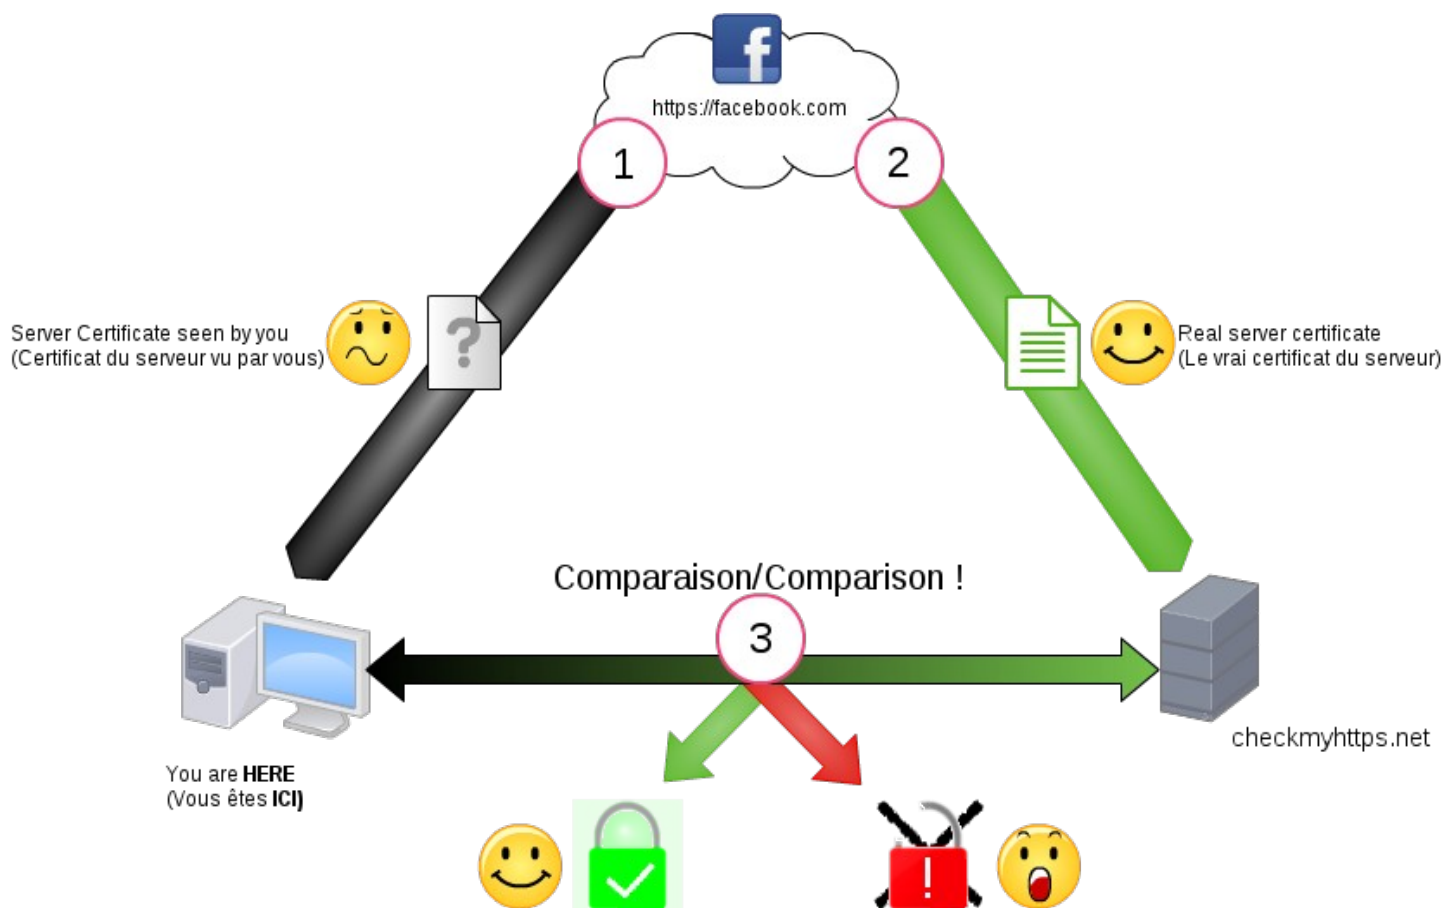 f
https://facebook.com
1
2
Server Certificate seen by you
(Certificat du serveur vu par vous)
?
Real server certificate
(Le vrai certificat du serveur)
Comparaison/Comparison !
3
checkmyhttps.net
You are HERE
(Vous êtes ICI)
!